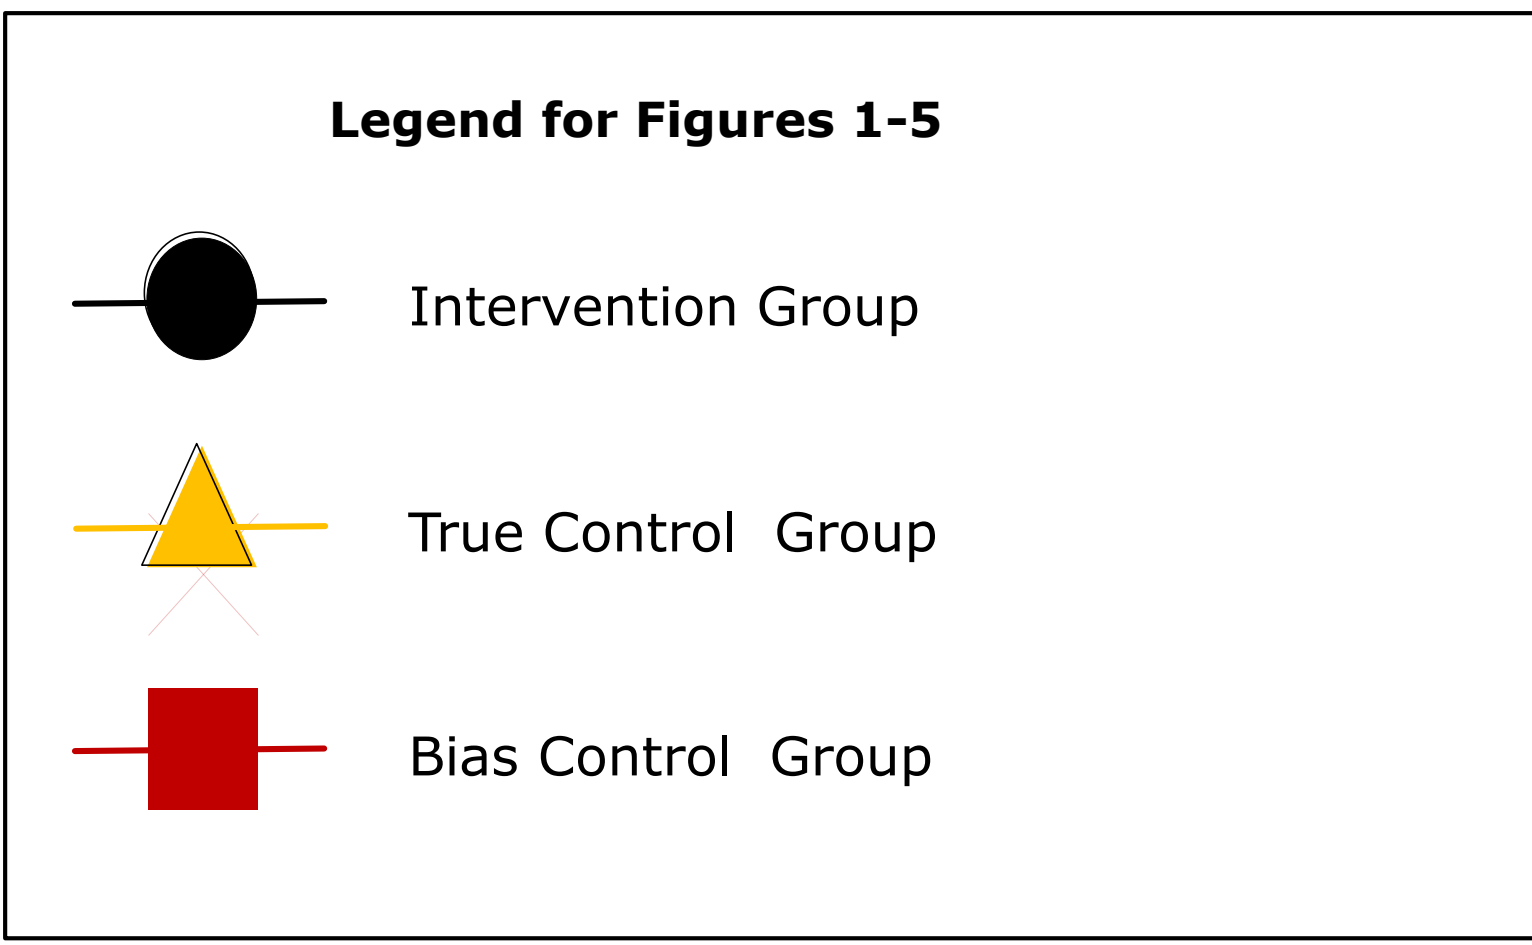 Legend for Figures 1-5
Intervention Group
True Control  Group
Bias Control  Group